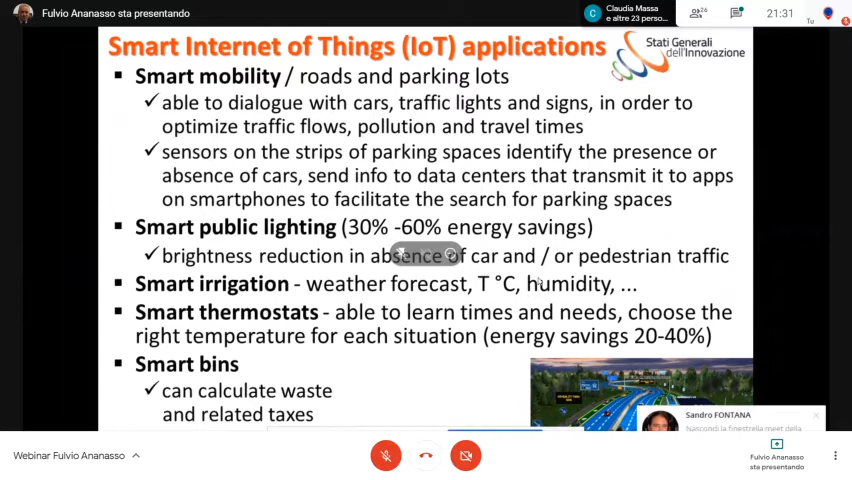 Fulvio Ananasso sta presentando
Claudia Massa
e altre 23 perso...
26
21:31
Tu
C
Smart Internet of Things (IoT) applications
Stati Generali
dell'Innovazione
▪ Smart mobility / roads and parking lots
✓ able to dialogue with cars, traffic lights and signs, in order to
optimize traffic flows, pollution and travel times
✓ sensors on the strips of parking spaces identify the presence or
absence of cars, send info to data centers that transmit it to apps
on smartphones to facilitate the search for parking spaces
▪ Smart public lighting (30% -60% energy savings)
✓ brightness reduction in absence of car and / or pedestrian traffic
▪ Smart irrigation - weather forecast, T °C, humidity, ...
▪ Smart thermostats - able to learn times and needs, choose the
right temperature for each situation (energy savings 20-40%)
▪ Smart bins
✓ can calculate waste
and related taxes
Sandro FONTANA
Nascondi la finestrella meet della
Webinar Fulvio Ananasso
Fulvio Ananasso
sta presentando